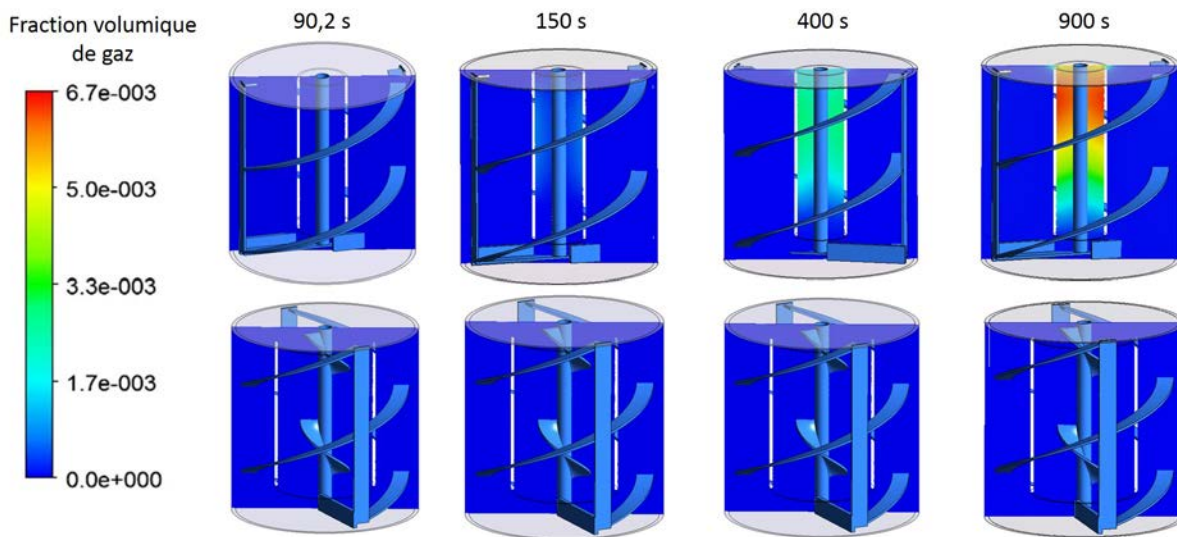 Fraction volumique
de gaz
90,2 s
150 s
400 s
900 s
6.7e-003
5.0e-003
3.3e-003
1.7e-003
0.0e+000